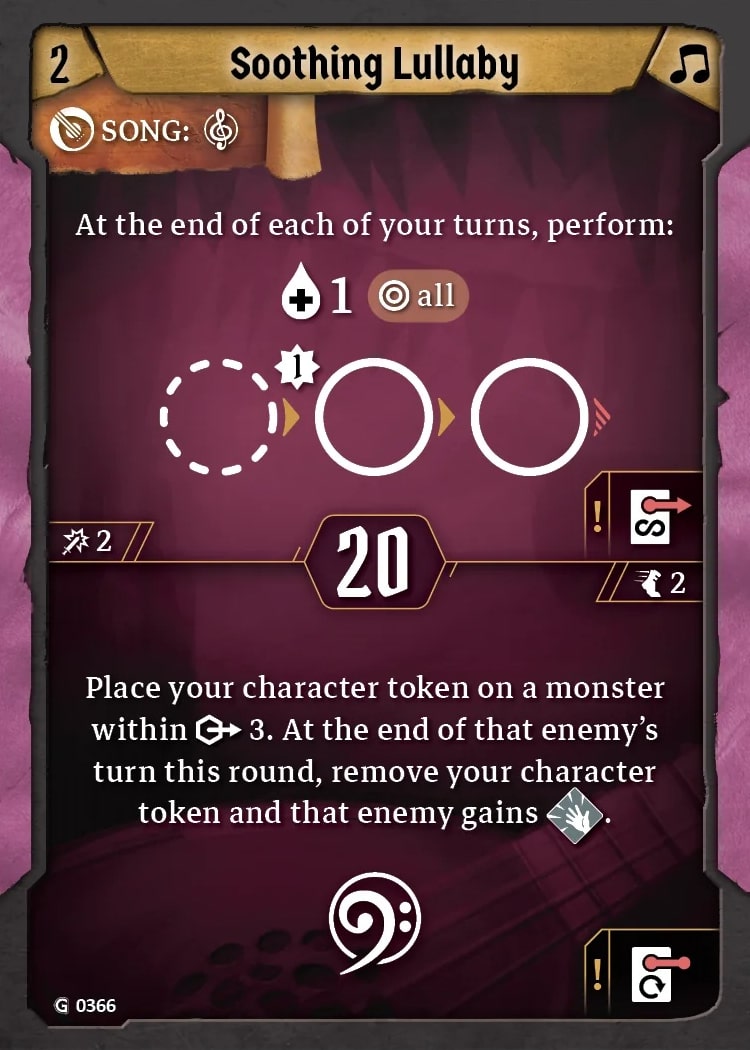 2
Soothing Lullaby
SONG:
At the end of each of your turns, perform:
1 all
1
!
2
20
2
Place your character token on a monster
within 3. At the end of that enemy’s
turn this round, remove your character
token and that enemy gains .
!
G 0366